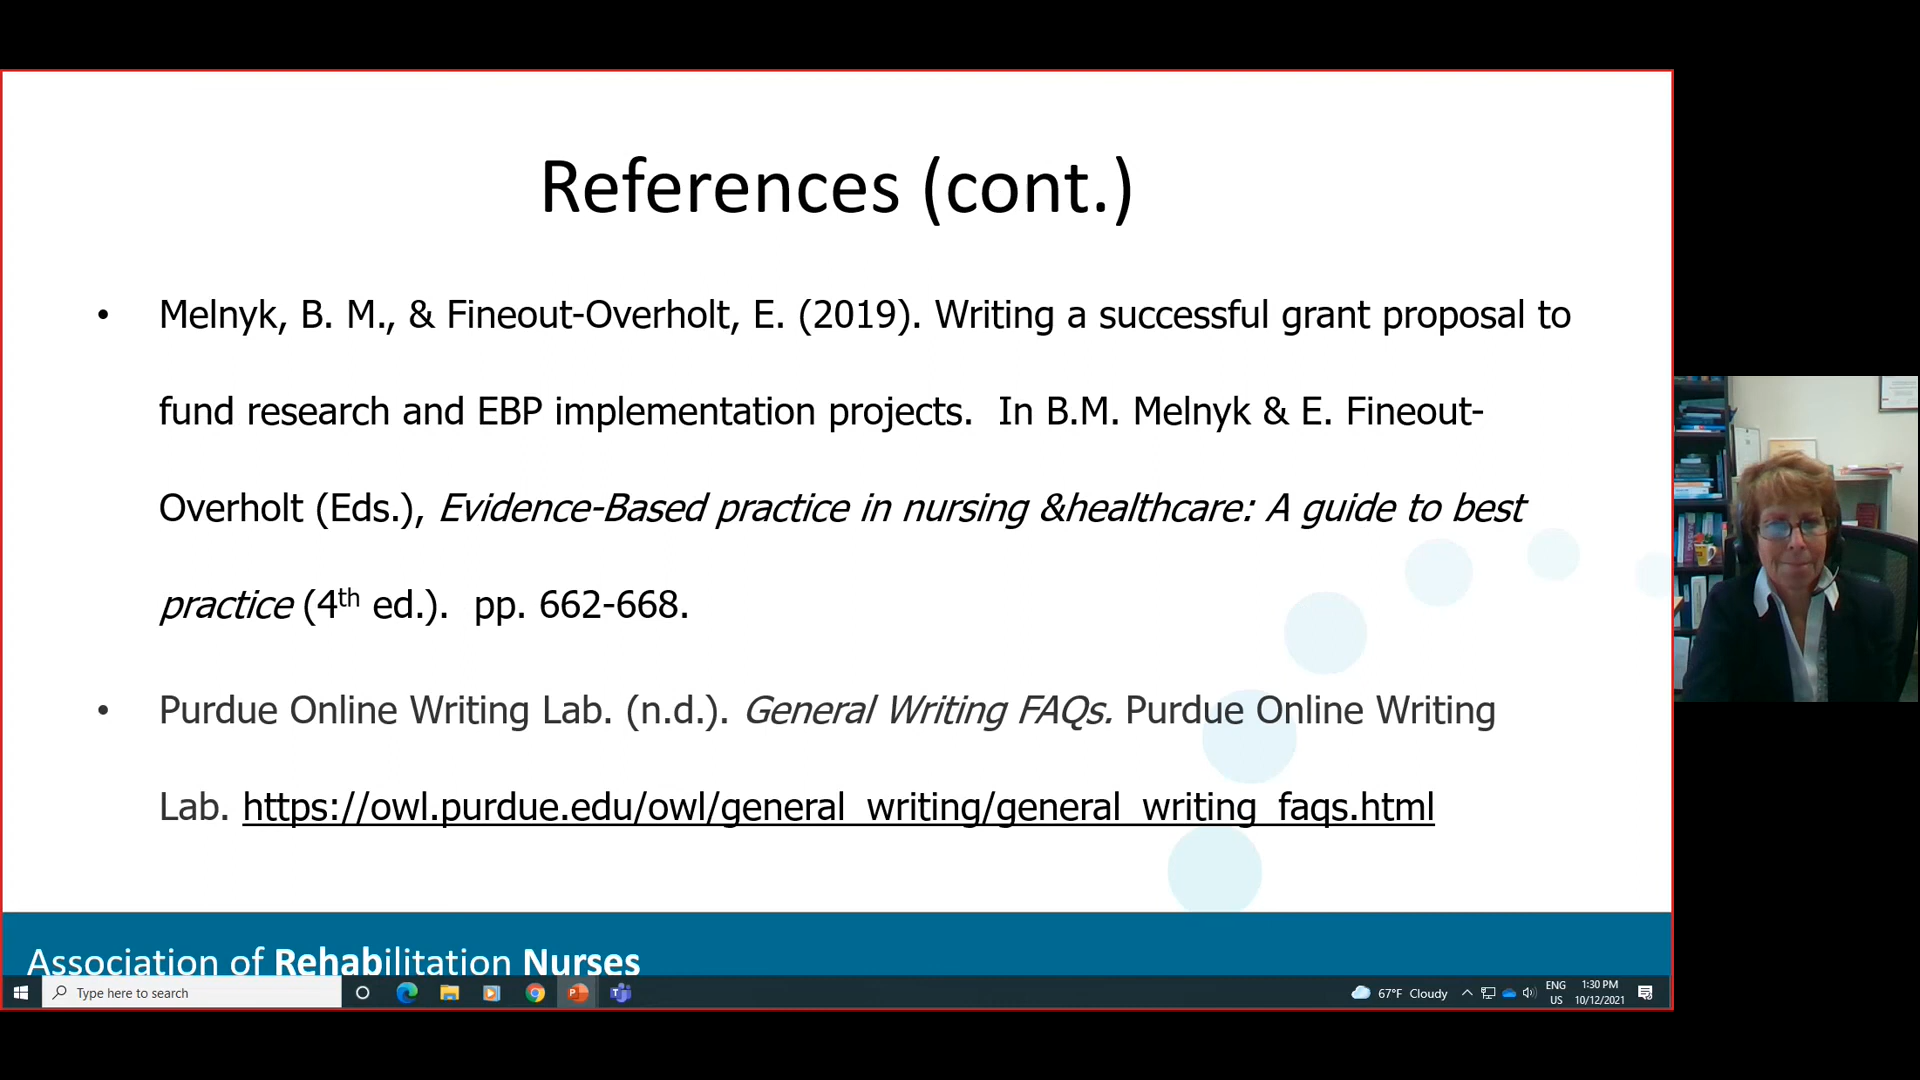 References (cont.)
• Melnyk, B. M., & Fineout-Overholt, E. (2019). Writing a successful grant proposal to
fund research and EBP implementation projects.  In B.M. Melnyk & E. Fineout-
Overholt (Eds.), Evidence-Based practice in nursing &healthcare: A guide to best
practice (4th ed.).  pp. 662-668.
• Purdue Online Writing Lab. (n.d.). General Writing FAQs. Purdue Online Writing
Lab. https://owl.purdue.edu/owl/general_writing/general_writing_faqs.html
Association of Rehabilitation Nurses
Type here to search
67°F Cloudy
ENG
US
1:30 PM
10/12/2021